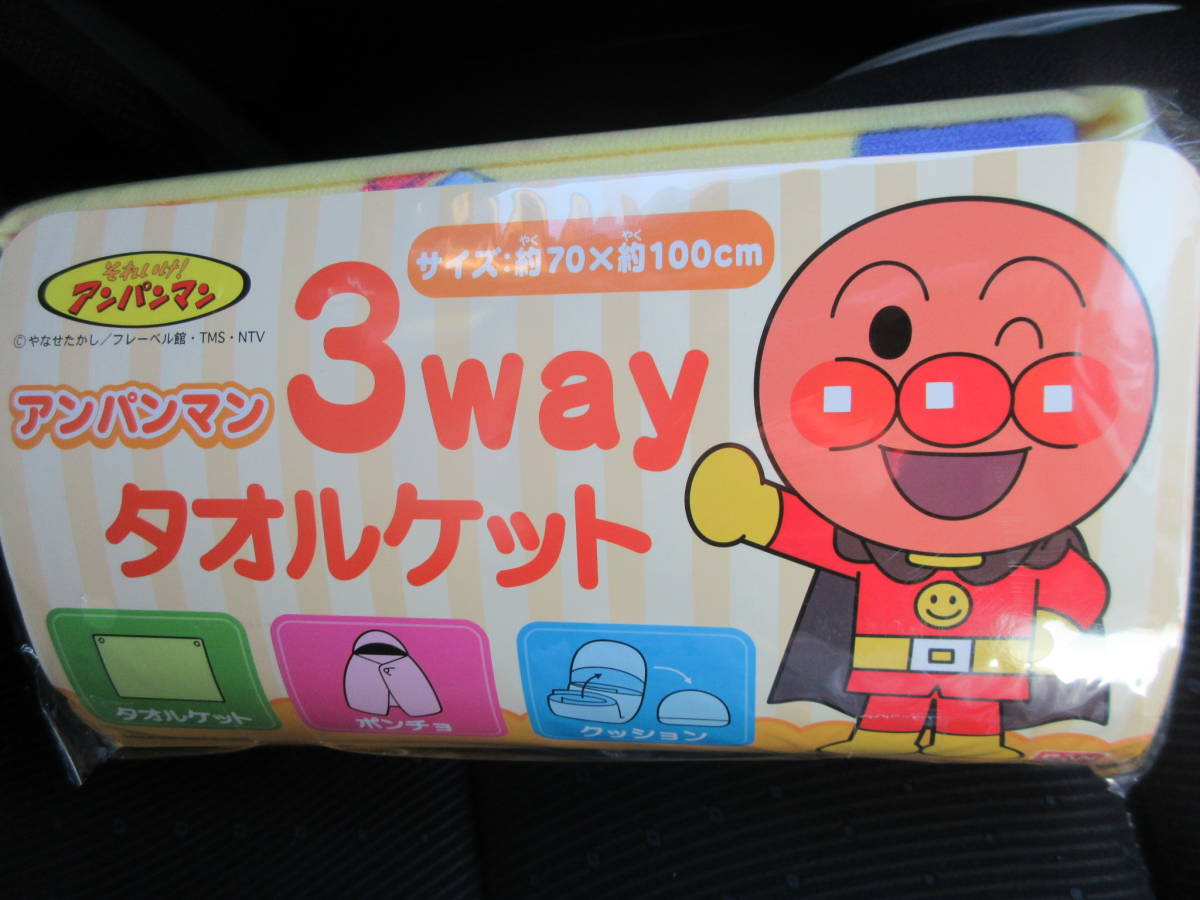 やく やく
サイズ:約70×約100cm
それいけ!
アンパンマン
©やなせたかし/フレーベル館・TMS・NTV
アンパンマン
3way
タオルケット
タオルケット
ポンチョ
クッション